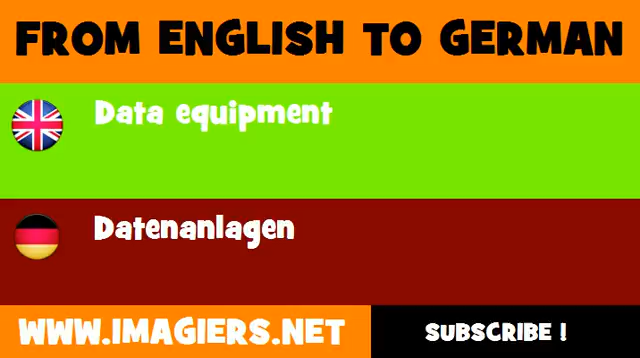 FROM ENGLISH TO GERMAN
Data equipment
Datenanlagen
WWW.IMAGIERS.NET
SUBSCRIBE !